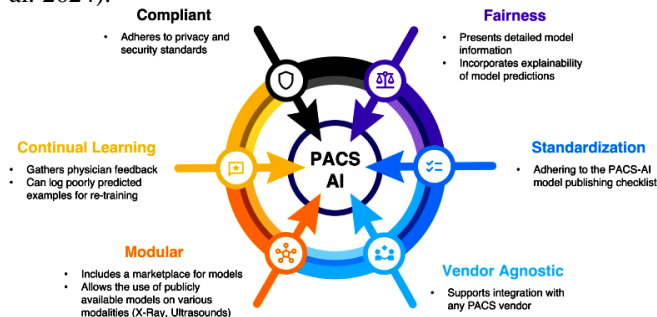 al. 2024).
Compliant
• Adheres to privacy and
security standards
Fairness
• Presents detailed model
information
• Incorporates explainability
of model predictions
Continual Learning
• Gathers physician feedback
• Can log poorly predicted
examples for re-training
PACS
AI
Standardization
• Adhering to the PACS-AI
model publishing checklist
Modular
• Includes a marketplace for models
• Allows the use of publicly
available models on various
modalities (X-Ray, Ultrasounds)
Vendor Agnostic
• Supports integration with
any PACS vendor